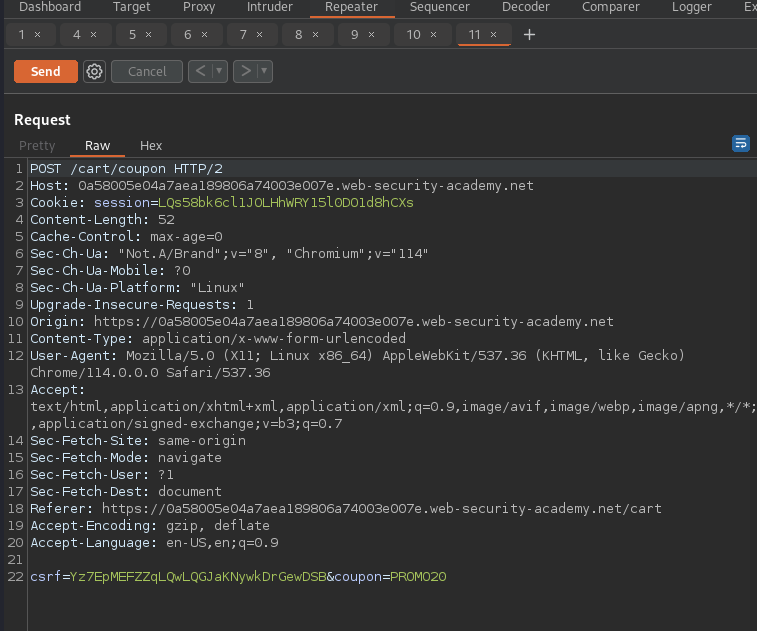 Dashboard Target Proxy Intruder Repeater Sequencer Decoder Comparer Logger Ex
1 × 4 × 5 × 6 × 7 × 8 × 9 × 10 × 11 × +
Send Cancel < ▾ > ▾
Request
Pretty Raw Hex
1 POST /cart/coupon HTTP/2
2 Host: 0a58005e04a7aea189806a74003e007e.web-security-academy.net
3 Cookie: session=LQs58bk6cl1JOLHhWRY15l0DO1d8hCXs
4 Content-Length: 52
5 Cache-Control: max-age=0
6 Sec-Ch-Ua: "Not.A/Brand";v="8", "Chromium";v="114"
7 Sec-Ch-Ua-Mobile: ?0
8 Sec-Ch-Ua-Platform: "Linux"
9 Upgrade-Insecure-Requests: 1
10 Origin: https://0a58005e04a7aea189806a74003e007e.web-security-academy.net
11 Content-Type: application/x-www-form-urlencoded
12 User-Agent: Mozilla/5.0 (X11; Linux x86_64) AppleWebKit/537.36 (KHTML, like Gecko)
Chrome/114.0.0.0 Safari/537.36
13 Accept:
text/html,application/xhtml+xml,application/xml;q=0.9,image/avif,image/webp,image/apng,*/*;
,application/signed-exchange;v=b3;q=0.7
14 Sec-Fetch-Site: same-origin
15 Sec-Fetch-Mode: navigate
16 Sec-Fetch-User: ?1
17 Sec-Fetch-Dest: document
18 Referer: https://0a58005e04a7aea189806a74003e007e.web-security-academy.net/cart
19 Accept-Encoding: gzip, deflate
20 Accept-Language: en-US,en;q=0.9
21
22 csrf=Yz7EpMEFZZqLQwLQGJaKNywkDrGewDSB&coupon=PROMO20